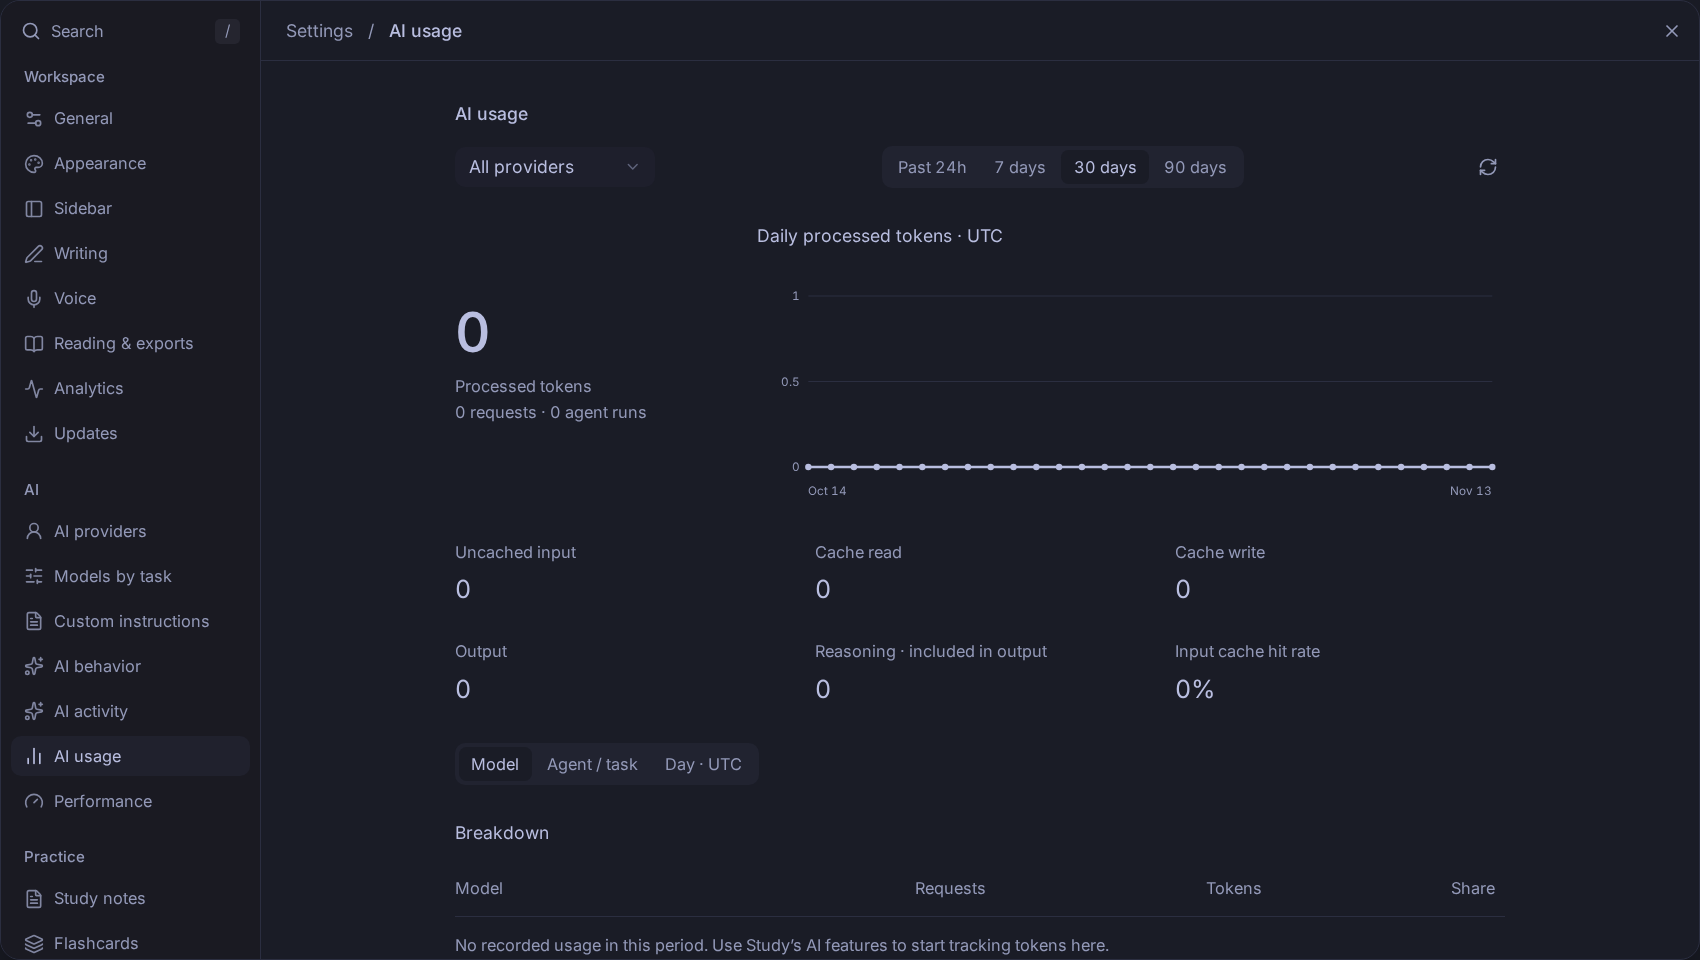 Search
/
Workspace
General
Appearance
Sidebar
Writing
Voice
Reading & exports
Analytics
Updates
AI
AI providers
Models by task
Custom instructions
AI behavior
AI activity
AI usage
Performance
Practice
Study notes
Flashcards
Settings / AI usage
AI usage
All providers
Past 24h 7 days 30 days 90 days
Daily processed tokens · UTC
0
Processed tokens
0 requests · 0 agent runs
1
0.5
0
Oct 14 Nov 13
Uncached input Cache read Cache write
0 0 0
Output Reasoning · included in output Input cache hit rate
0 0 0%
Model Agent / task Day · UTC
Breakdown
Model Requests Tokens Share
No recorded usage in this period. Use Study’s AI features to start tracking tokens here.